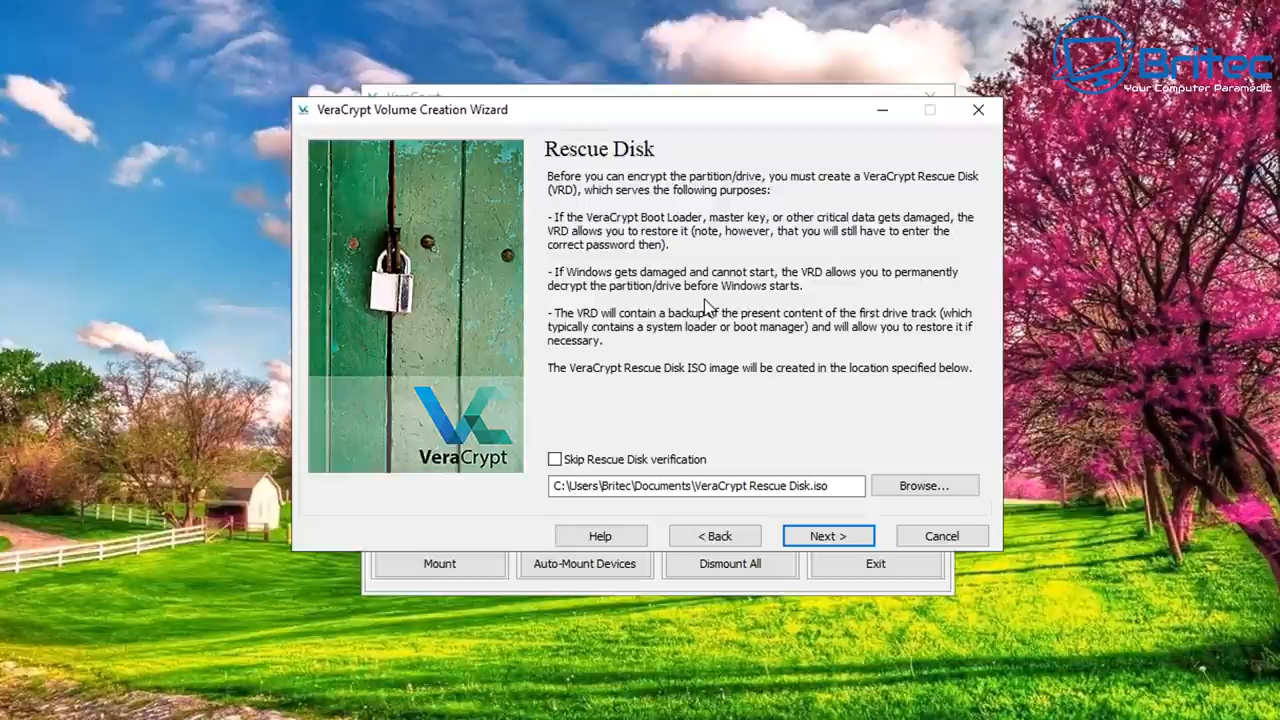 Britec
Your Computer Paramedic
VeraCrypt Volume Creation Wizard
Rescue Disk
Before you can encrypt the partition/drive, you must create a VeraCrypt Rescue Disk
(VRD), which serves the following purposes:
- If the VeraCrypt Boot Loader, master key, or other critical data gets damaged, the
VRD allows you to restore it (note, however, that you will still have to enter the
correct password then).
- If Windows gets damaged and cannot start, the VRD allows you to permanently
decrypt the partition/drive before Windows starts.
- The VRD will contain a backup of the present content of the first drive track (which
typically contains a system loader or boot manager) and will allow you to restore it if
necessary.
The VeraCrypt Rescue Disk ISO image will be created in the location specified below.
VeraCrypt
Skip Rescue Disk verification
C:\Users\Britec\Documents\VeraCrypt Rescue Disk.iso
Browse...
Help
< Back
Next >
Cancel
Mount
Auto-Mount Devices
Dismount All
Exit